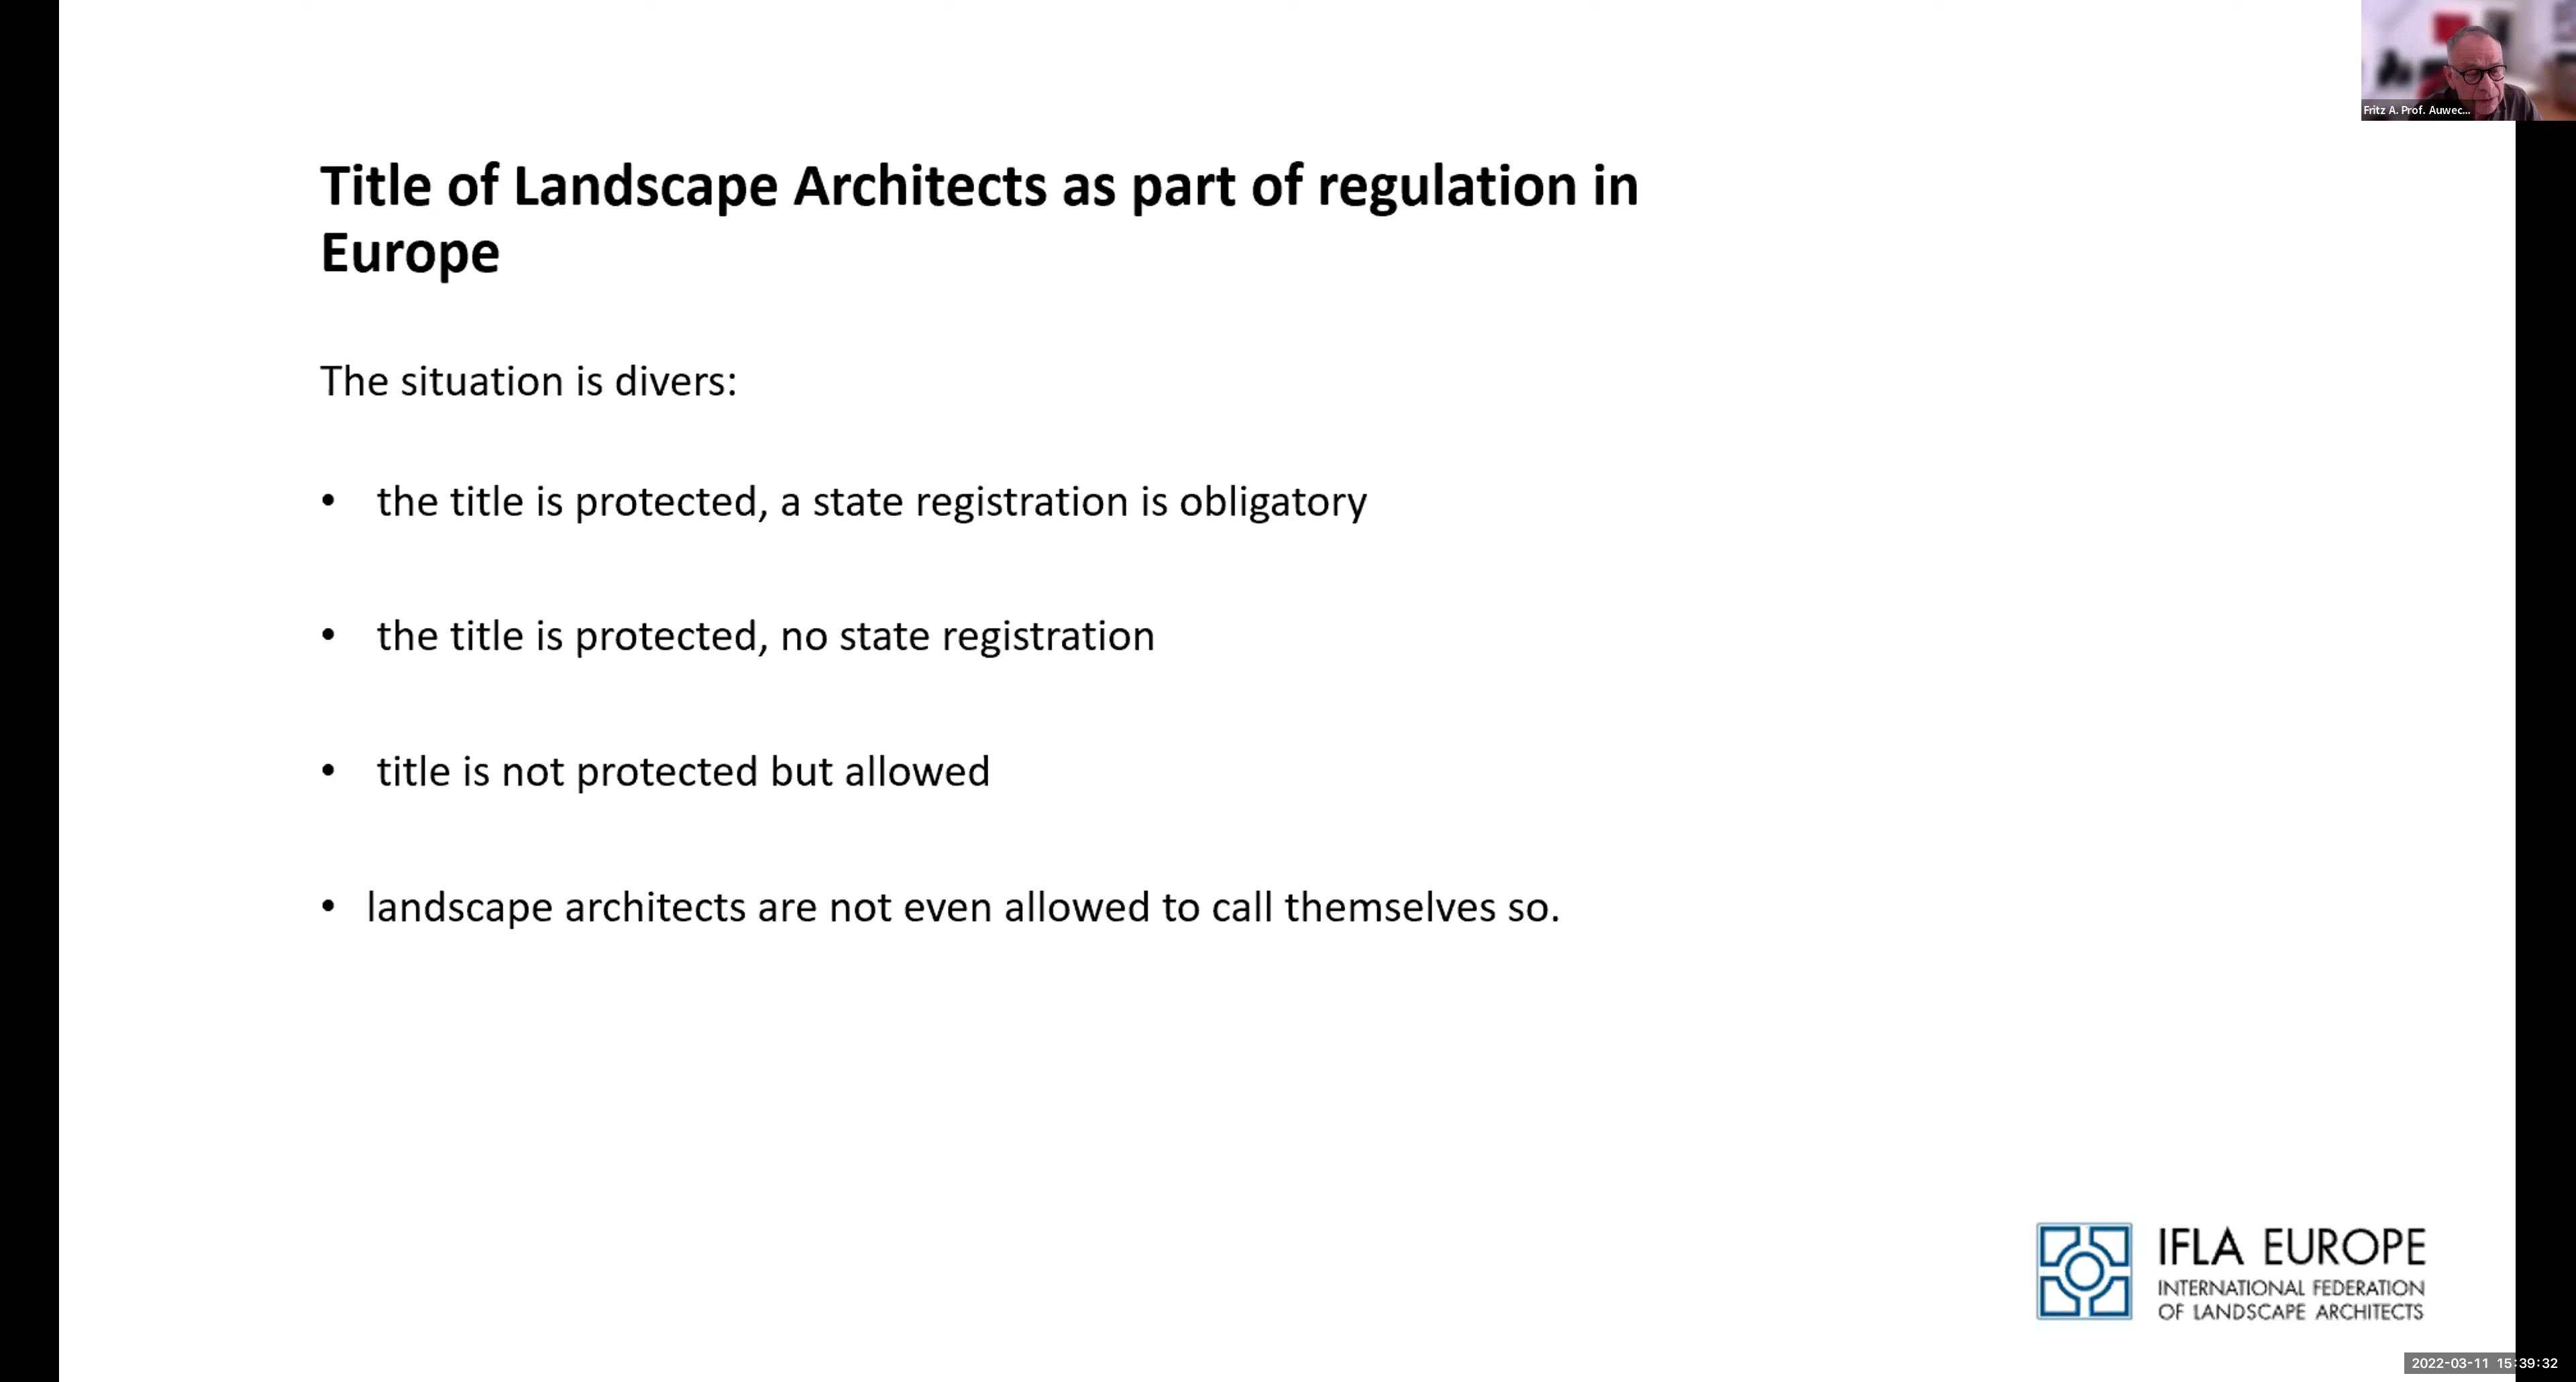 Fritz A. Prof. Auwec...
Title of Landscape Architects as part of regulation in
Europe
The situation is divers:
• the title is protected, a state registration is obligatory
• the title is protected, no state registration
• title is not protected but allowed
• landscape architects are not even allowed to call themselves so.
IFLA EUROPE
INTERNATIONAL FEDERATION
OF LANDSCAPE ARCHITECTS
2022-03-11 15:39:32